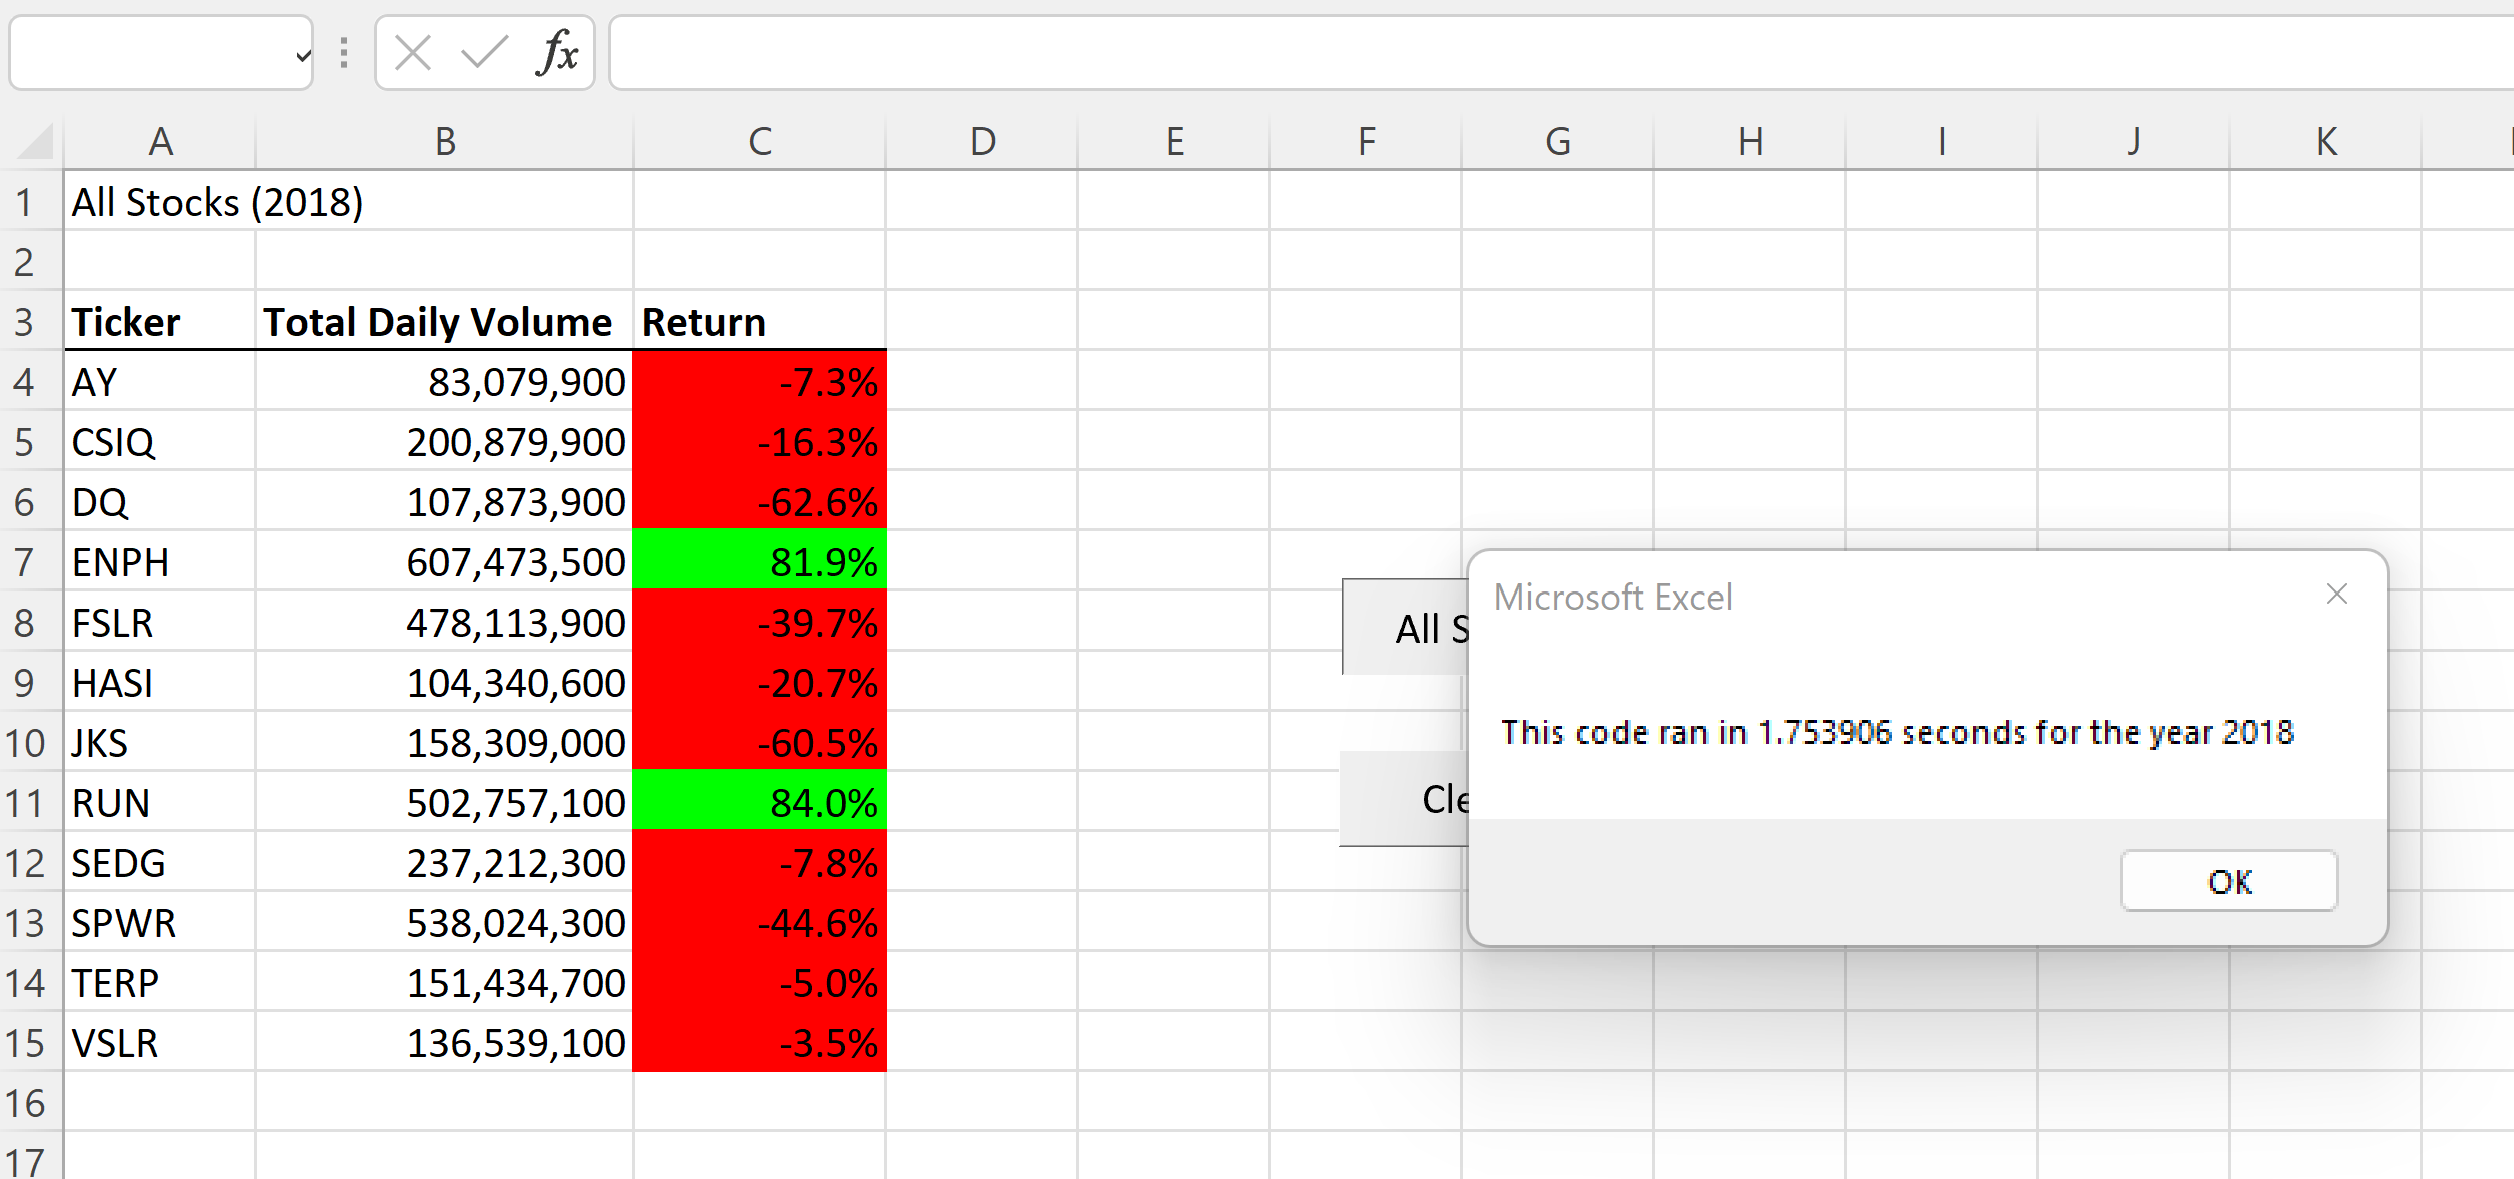 fx
A B C D E F G H I J K
1 All Stocks (2018)
2
3 Ticker Total Daily Volume Return
4 AY 83,079,900 -7.3%
5 CSIQ 200,879,900 -16.3%
6 DQ 107,873,900 -62.6%
7 ENPH 607,473,500 81.9%
8 FSLR 478,113,900 -39.7%
9 HASI 104,340,600 -20.7%
10 JKS 158,309,000 -60.5%
11 RUN 502,757,100 84.0%
12 SEDG 237,212,300 -7.8%
13 SPWR 538,024,300 -44.6%
14 TERP 151,434,700 -5.0%
15 VSLR 136,539,100 -3.5%
16
17
All S
Cle
Microsoft Excel
This code ran in 1.753906 seconds for the year 2018
OK